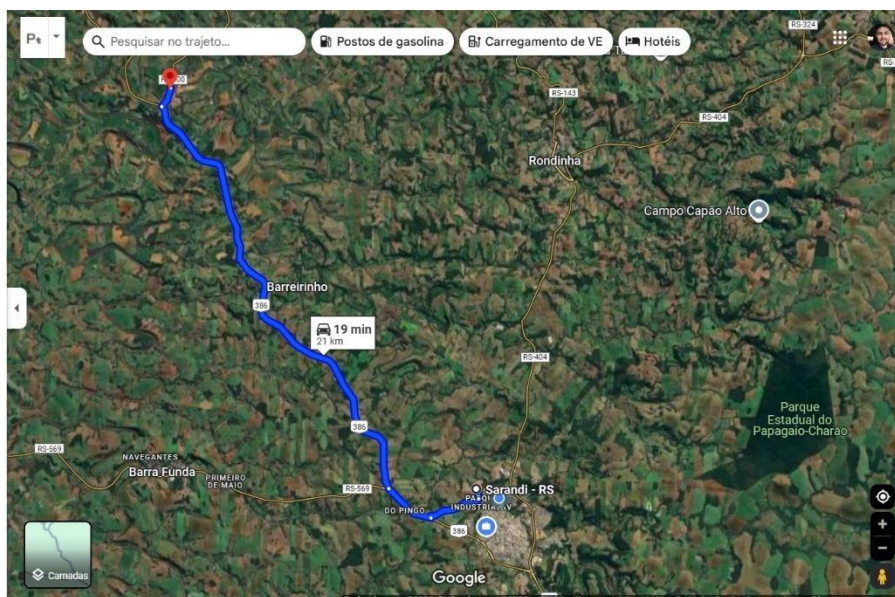 Pesquisar no trajeto...
Postos de gasolina
Carregamento de VE
Hotéis
RS-324
RS-143
RS-404
Rondinha
Campo Capão Alto
Barreirinho
386
19 min
21 km
RS-404
386
Parque
Estadual do
Papagaio-Charão
RS-569
NAVEGANTES
Barra Funda
PRIMEIRO
DE MAIO
RS-569
Sarandi - RS
DO PINGO
386
Camadas
Google